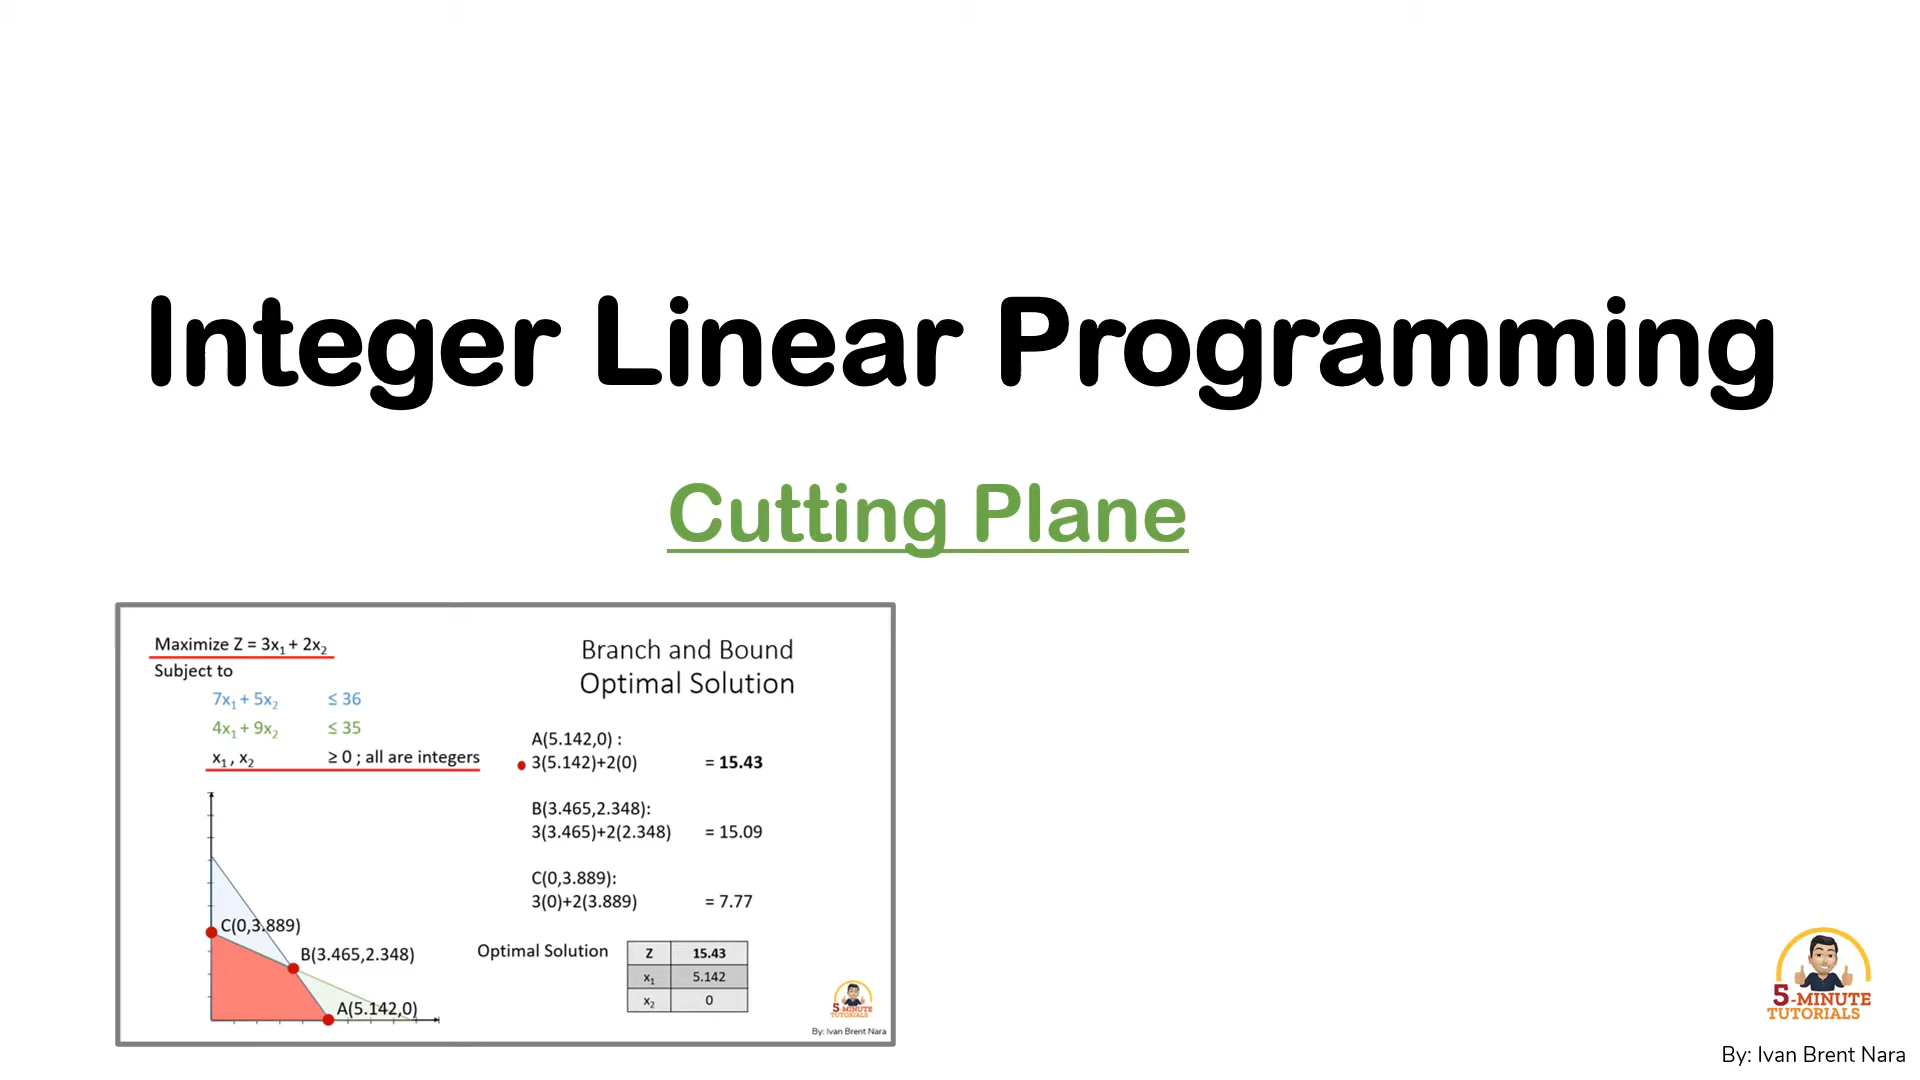 Integer Linear Programming
Cutting Plane
Maximize Z = 3x₁ + 2x₂
Subject to
7x₁ + 5x₂ ≤ 36
4x₁ + 9x₂ ≤ 35
x₁ , x₂ ≥ 0 ; all are integers
C(0,3.889)
B(3.465,2.348)
A(5.142,0)
Branch and Bound
Optimal Solution
A(5.142,0) :
3(5.142)+2(0) = 15.43
B(3.465,2.348):
3(3.465)+2(2.348) = 15.09
C(0,3.889):
3(0)+2(3.889) = 7.77
Optimal Solution
Z 15.43
x₁ 5.142
x₂ 0
5-MINUTE
TUTORIALS
By: Ivan Brent Nara
5-MINUTE
TUTORIALS
By: Ivan Brent Nara